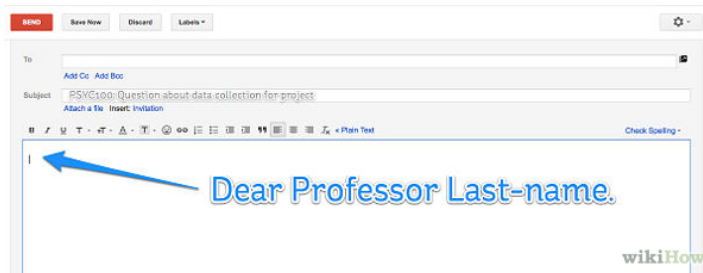 SEND Save Now Discard Labels
To
Add Cc Add Bcc
Subject PSYC100: Question about data collection for project
Attach a file Insert: Invitation
B I U T T A T Plain Text Check Spelling
Dear Professor Last-name.
wikiHow